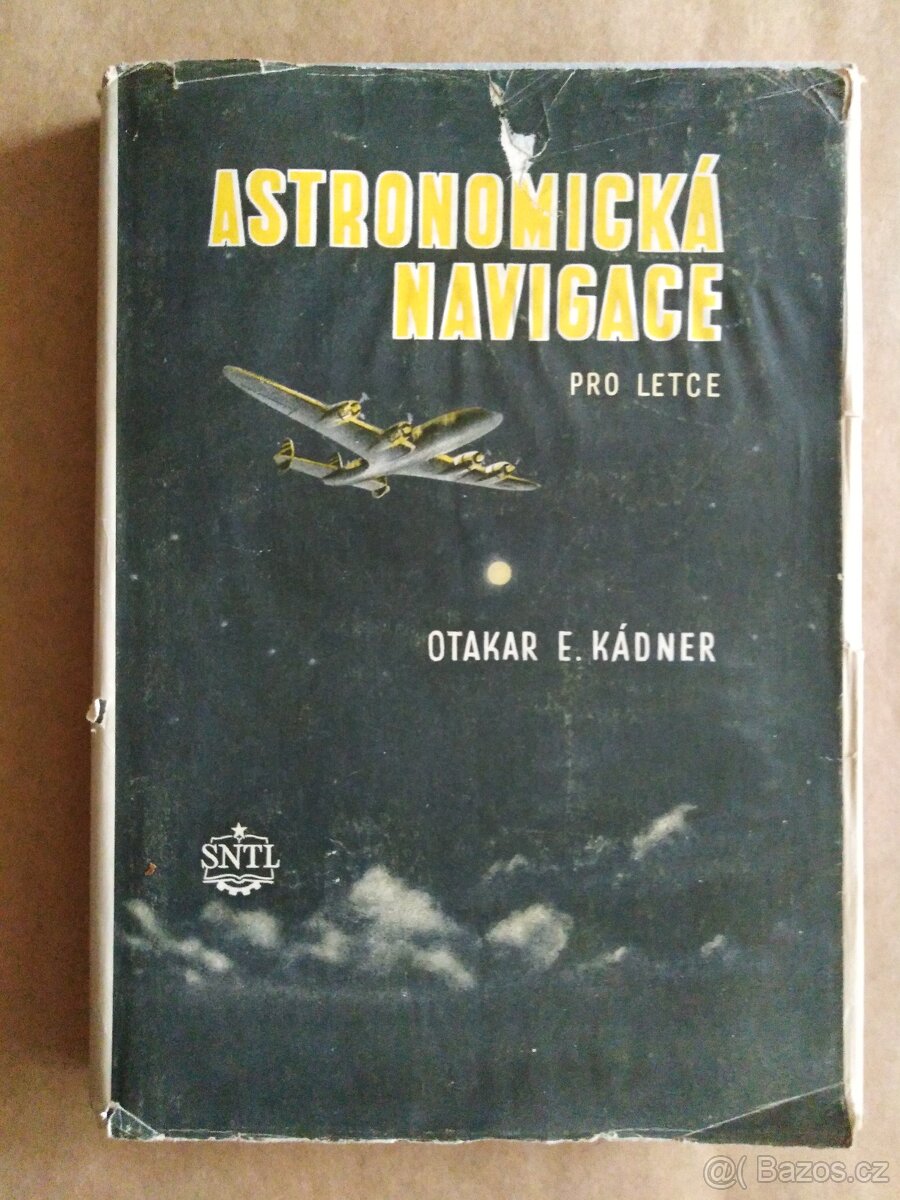 ASTRONOMICKÁ
NAVIGACE
PRO LETCE
OTAKAR E. KÁDNER
SNTL
@( Bazos.cz